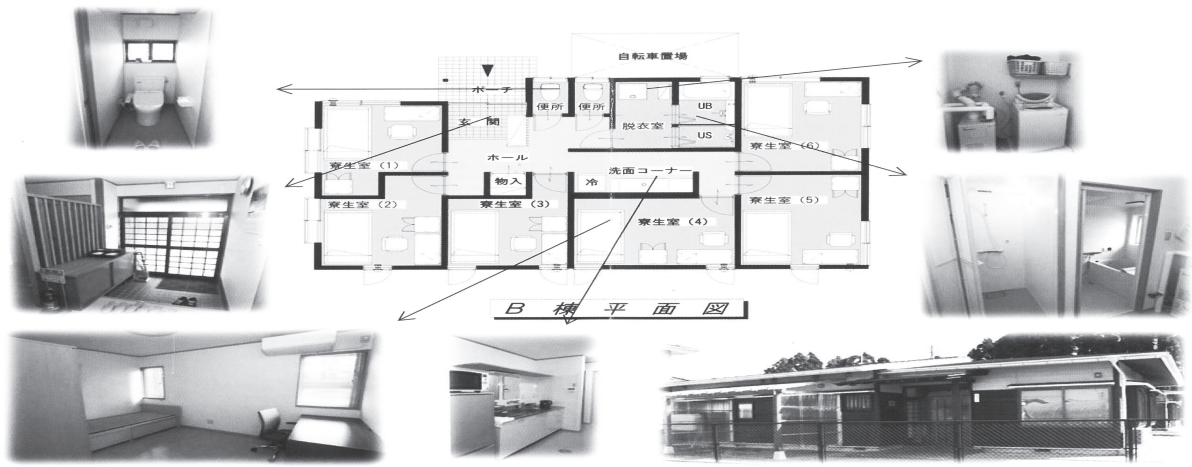 自転車置場
ポーチ
便所
便所
UB
玄 関
脱衣室
US
寮生室 (6)
ホール
寮生室 (1)
洗面コーナー
物入
冷
寮生室 (2)
寮生室 (3)
寮生室 (4)
寮生室 (5)
B 棟 平 面 図